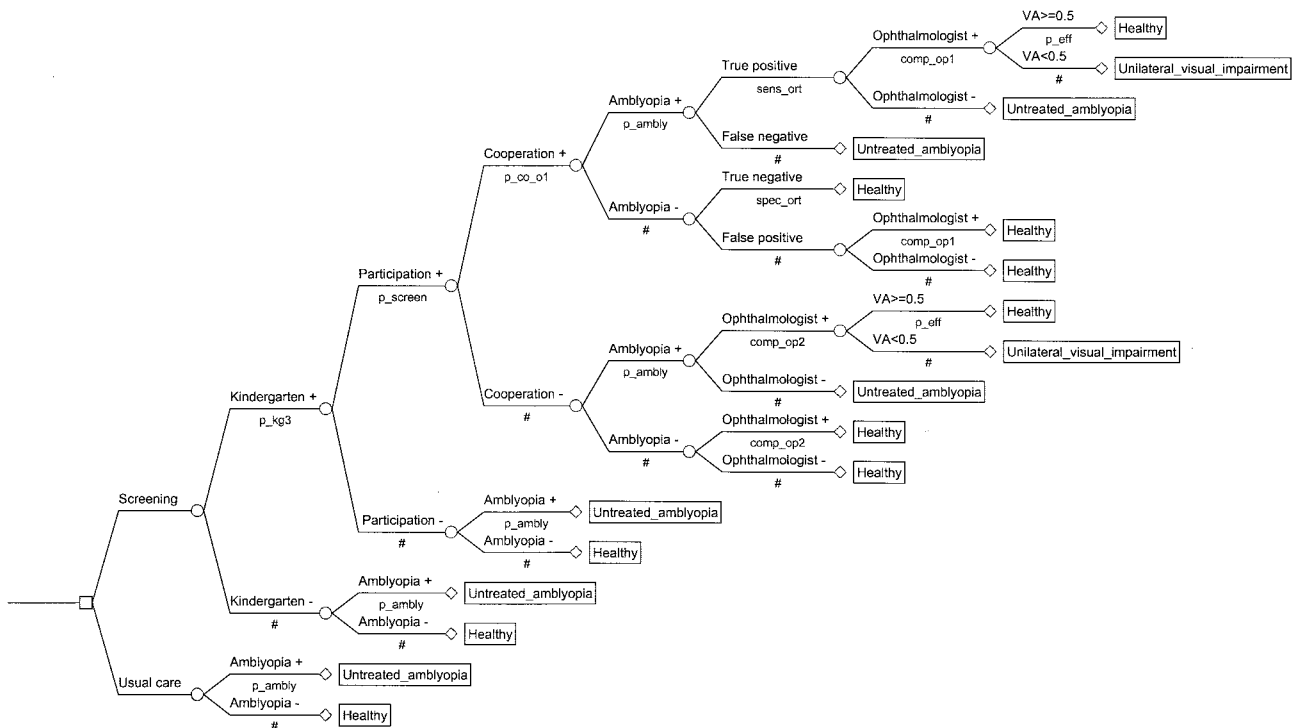 VA>=0.5
Healthy
Ophthalmologist +
p_eff
comp_op1
VA<0.5
Unilateral_visual_impairment
#
True positive
sens_ort
Ophthalmologist -
Untreated_amblyopia
#
Amblyopia +
p_ambly
False negative
Untreated_amblyopia
#
Cooperation +
p_co_o1
True negative
Healthy
spec_ort
Amblyopia -
#
Ophthalmologist +
Healthy
comp_op1
False positive
#
Ophthalmologist -
Healthy
#
Participation +
p_screen
VA>=0.5
Healthy
p_eff
Ophthalmologist +
comp_op2
VA<0.5
Unilateral_visual_impairment
#
Amblyopia +
p_ambly
Ophthalmologist -
Untreated_amblyopia
#
Cooperation -
#
Kindergarten +
p_kg3
Ophthalmologist +
Healthy
comp_op2
Amblyopia -
#
Ophthalmologist -
Healthy
#
Screening
Amblyopia +
Untreated_amblyopia
p_ambly
Participation -
#
Amblyopia -
Healthy
#
Amblyopia +
Untreated_amblyopia
p_ambly
Kindergarten -
#
Amblyopia -
Healthy
#
Amblyopia +
Untreated_amblyopia
p_ambly
Usual care
Amblyopia -
Healthy
#